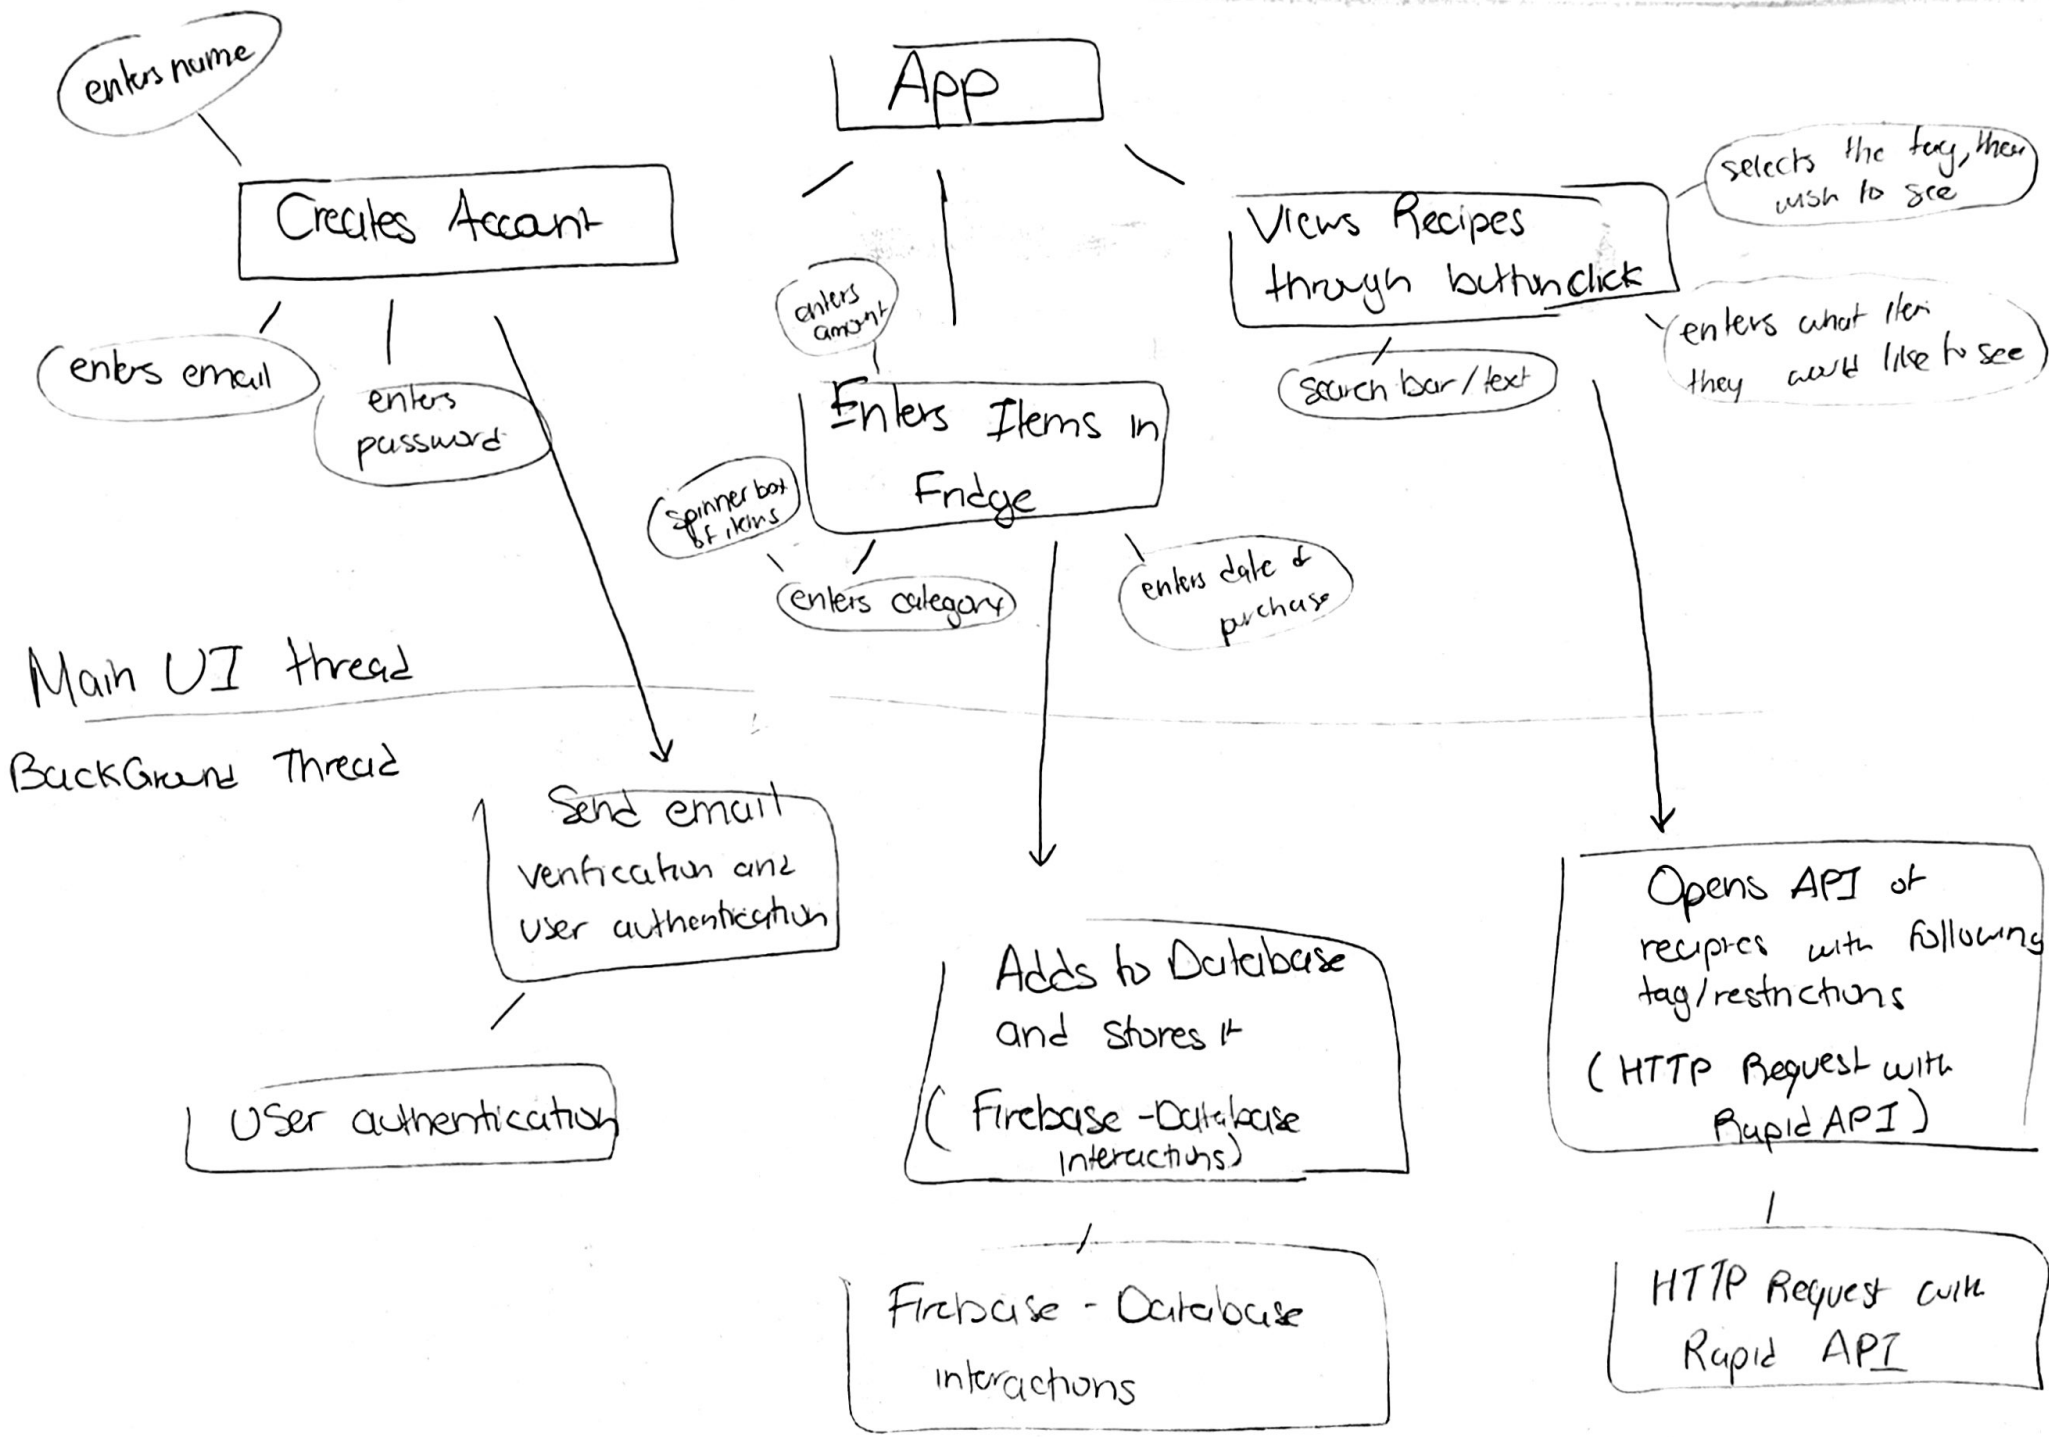 enters name
App
selects the tag, they
wish to see
Creates Account
Views Recipes
through button click
enters
amount
enters what item
they would like to see
enters email
enters
password
search bar/text
Enters Items in
Fridge
spinner box
of items
enters category
enters date of
purchase
Main UI thread
BackGround Thread
Send email
verification and
user authentication
Opens API of
recipies with following
tag/restrictions
(HTTP Request with
Rapid API)
Adds to Database
and stores it
(Firebase - Database
interactions)
User authentication
Firebase - Database
interactions
HTTP Request with
Rapid API